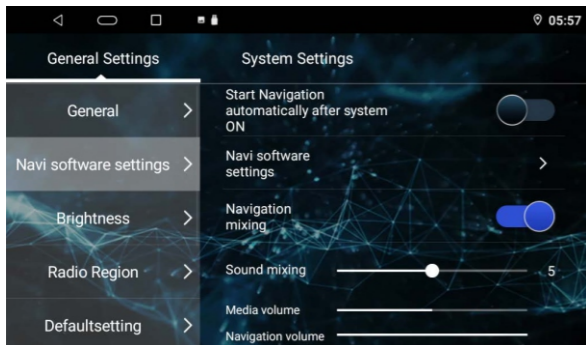 05:57
General Settings
System Settings
General
Navi software settings
Brightness
Radio Region
Defaultsetting
Start Navigation
automatically after system
ON
Navi software
settings
Navigation
mixing
Sound mixing
5
Media volume
Navigation volume